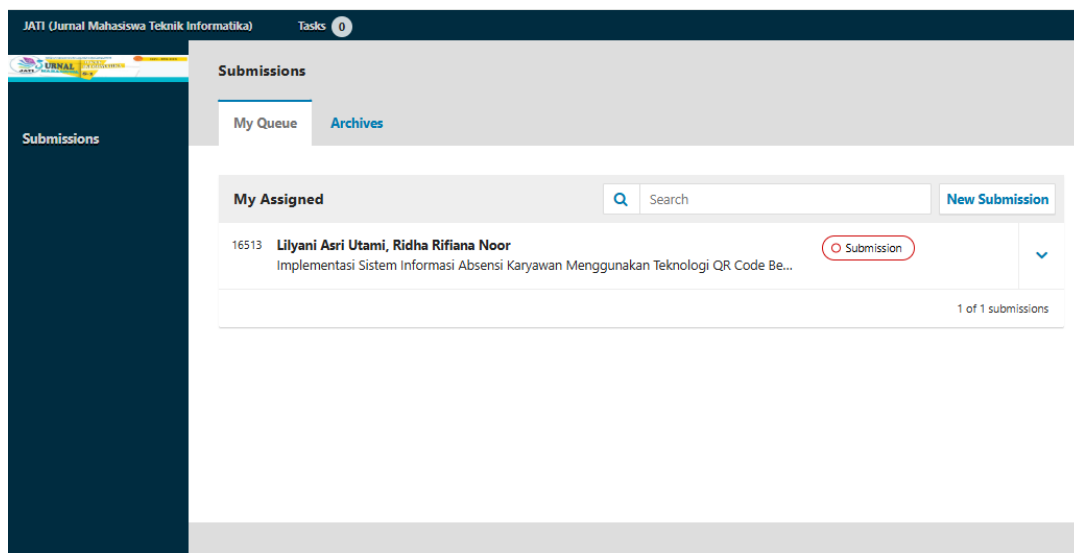 JATI (Jurnal Mahasiswa Teknik Informatika) Tasks 0
URNAL
Submissions
My Queue Archives
Submissions
My Assigned Search New Submission
16513 Lilyani Asri Utami, Ridha Rifiana Noor Submission
Implementasi Sistem Informasi Absensi Karyawan Menggunakan Teknologi QR Code Be...
1 of 1 submissions